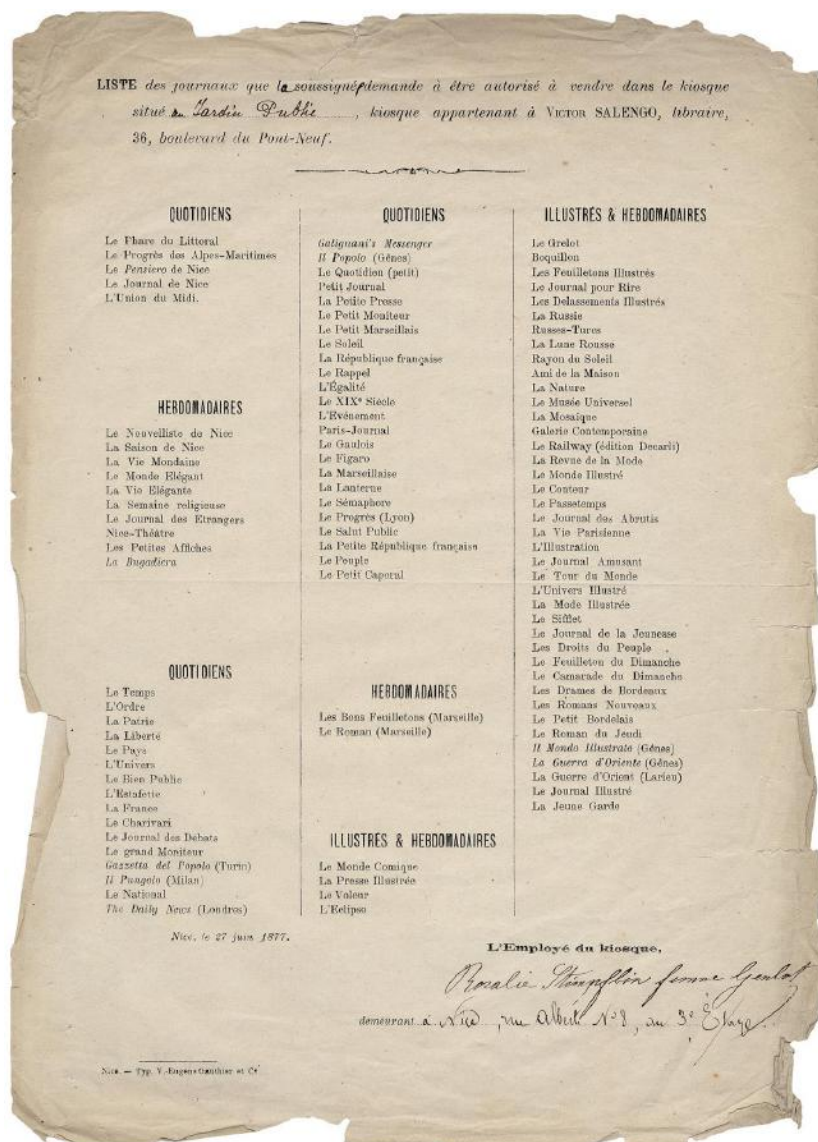 LISTE des journaux que la soussignée demande à être autorisé à vendre dans le kiosque
situé au Jardin Public, kiosque appartenant à VICTOR SALENGO, libraire,
36, boulevard du Pont-Neuf.
QUOTIDIENS
Le Phare du Littoral
Le Progrès des Alpes-Maritimes
Le Pensiero de Nice
Le Journal de Nice
L'Union du Midi.
HEBDOMADAIRES
Le Nouvelliste de Nice
La Saison de Nice
La Vie Mondaine
Le Monde Elégant
La Vie Elégante
La Semaine religieuse
Le Journal des Etrangers
Nice-Théâtre
Les Petites Affiches
La Bugadiera
QUOTIDIENS
Le Temps
L'Ordre
La Patrie
La Liberté
Le Pays
L'Univers
Le Bien Public
L'Estafette
La France
Le Charivari
Le Journal des Débats
Le grand Moniteur
Gazzetta del Popolo (Turin)
Il Pungolo (Milan)
Le National
The Daily News (Londres)
QUOTIDIENS
Galignani's Messenger
Il Popolo (Gênes)
Le Quotidien (petit)
Petit Journal
La Petite Presse
Le Petit Moniteur
Le Petit Marseillais
Le Soleil
La République française
Le Rappel
L'Égalité
Le XIXe Siècle
L'Evénement
Paris-Journal
Le Gaulois
Le Figaro
La Marseillaise
La Lanterne
Le Sémaphore
Le Progrès (Lyon)
Le Salut Public
La Petite République française
Le Peuple
Le Petit Caporal
HEBDOMADAIRES
Les Bons Feuilletons (Marseille)
Le Roman (Marseille)
ILLUSTRÉS & HEBDOMADAIRES
Le Monde Comique
La Presse Illustrée
Le Voleur
L'Eclipse
ILLUSTRÉS & HEBDOMADAIRES
Le Grelot
Boquillon
Les Feuilletons Illustrés
Le Journal pour Rire
Les Delassements Illustrés
La Russie
Russes-Turcs
La Lune Rousse
Rayon du Soleil
Ami de la Maison
La Nature
Le Musée Universel
La Mosaïque
Galerie Contemporaine
Le Railway (édition Decarli)
La Revue de la Mode
Le Monde Illustré
Le Conteur
Le Passetemps
Le Journal des Abrutis
La Vie Parisienne
L'Illustration
Le Journal Amusant
Le Tour du Monde
L'Univers Illustré
La Mode Illustrée
Le Sifflet
Le Journal de la Jeunesse
Les Droits du Peuple
Le Feuilleton du Dimanche
Le Camarade du Dimanche
Les Drames de Bordeaux
Les Romans Nouveaux
Le Petit Bordelais
Le Roman du Jeudi
Il Mondo Illustrato (Gênes)
La Guerra d'Oriente (Gênes)
La Guerre d'Orient (Larieu)
Le Journal Illustré
La Jeune Garde
Nice, le 27 juin 1877.
L'Employé du kiosque,
Rosalie Stimpflin femme
demeurant à Nice, rue Albert No 8, au 3e Étage.
Nice. — Typ. V.-Eugène Gauthier et Ce